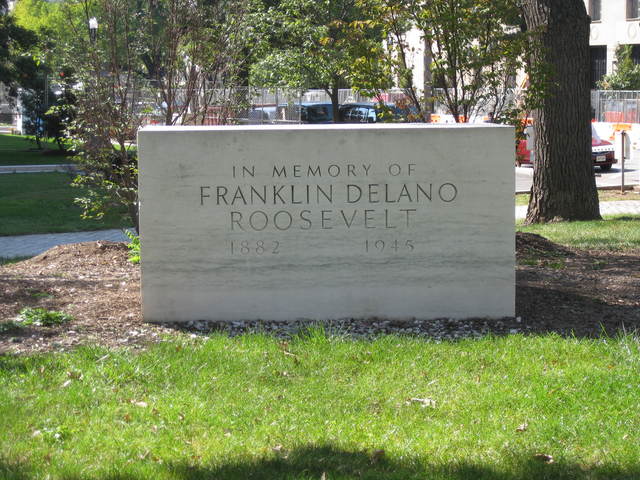 IN MEMORY OF
FRANKLIN DELANO
ROOSEVELT
1882 1945